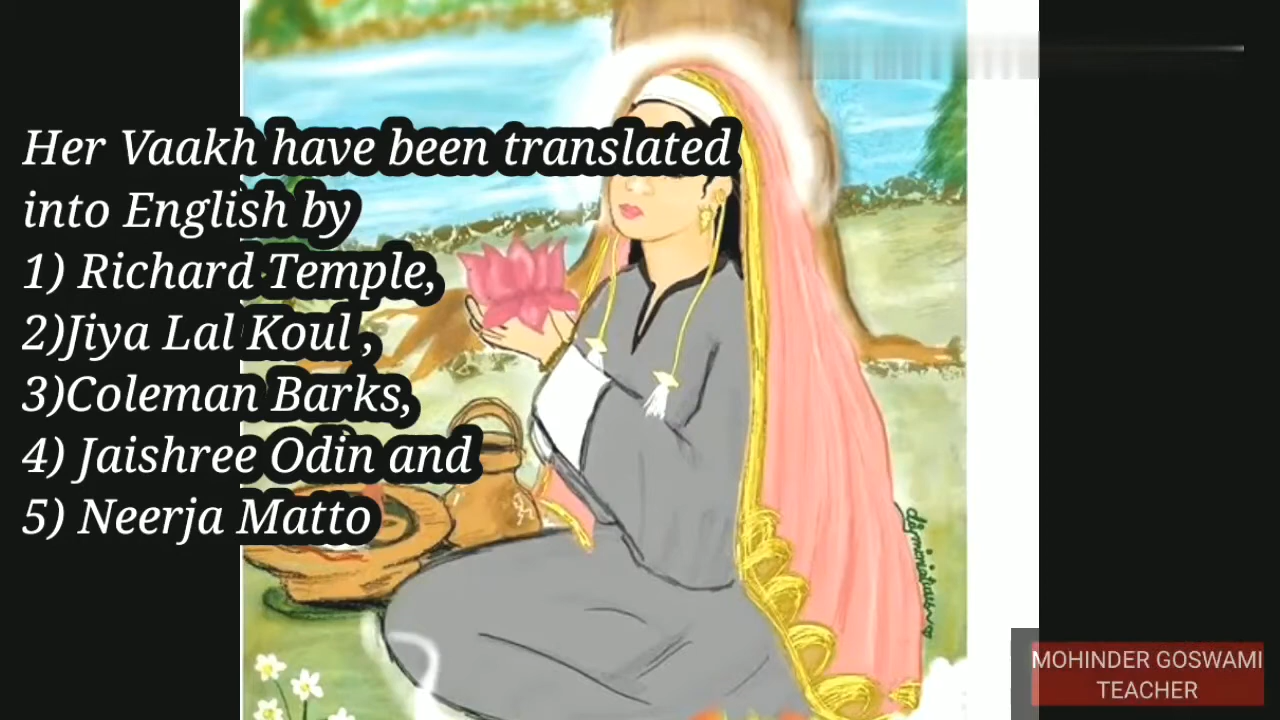 Her Vaakh have been translated
into English by
1) Richard Temple,
2)Jiya Lal Koul ,
3)Coleman Barks,
4) Jaishree Odin and
5) Neerja Matto
MOHINDER GOSWAMI
TEACHER